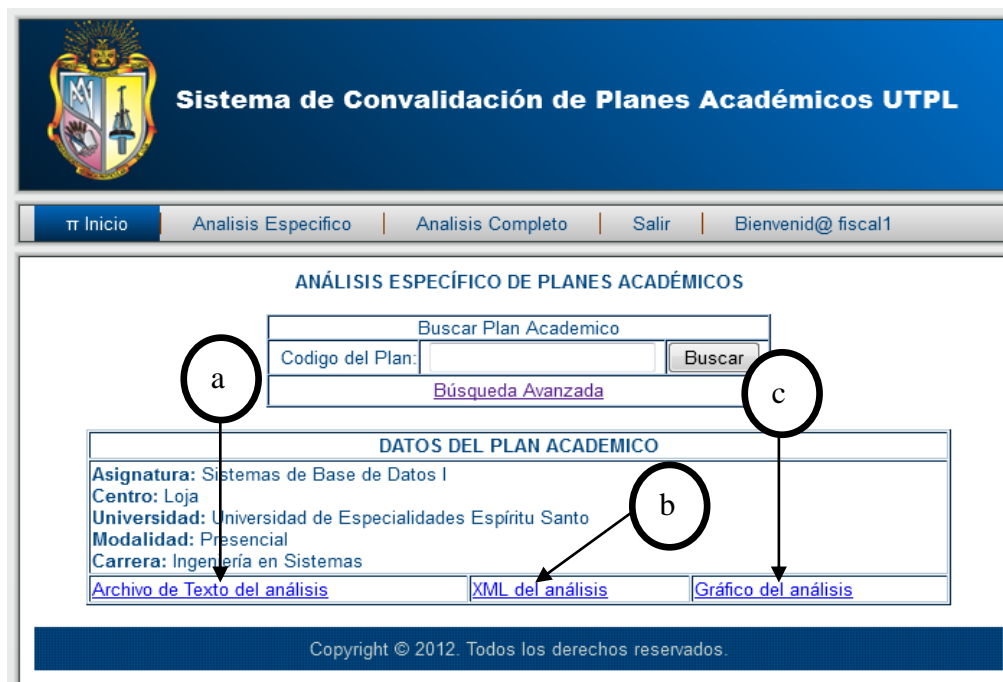 Sistema de Convalidación de Planes Académicos UTPL
π Inicio | Analisis Especifico | Analisis Completo | Salir | Bienvenid@ fiscal1
ANÁLISIS ESPECÍFICO DE PLANES ACADÉMICOS
Buscar Plan Academico
Codigo del Plan: Buscar
Búsqueda Avanzada
a
c
DATOS DEL PLAN ACADEMICO
Asignatura: Sistemas de Base de Datos I
Centro: Loja
Universidad: Universidad de Especialidades Espíritu Santo
b
Modalidad: Presencial
Carrera: Ingeniería en Sistemas
Archivo de Texto del análisis XML del análisis Gráfico del análisis
Copyright © 2012. Todos los derechos reservados.